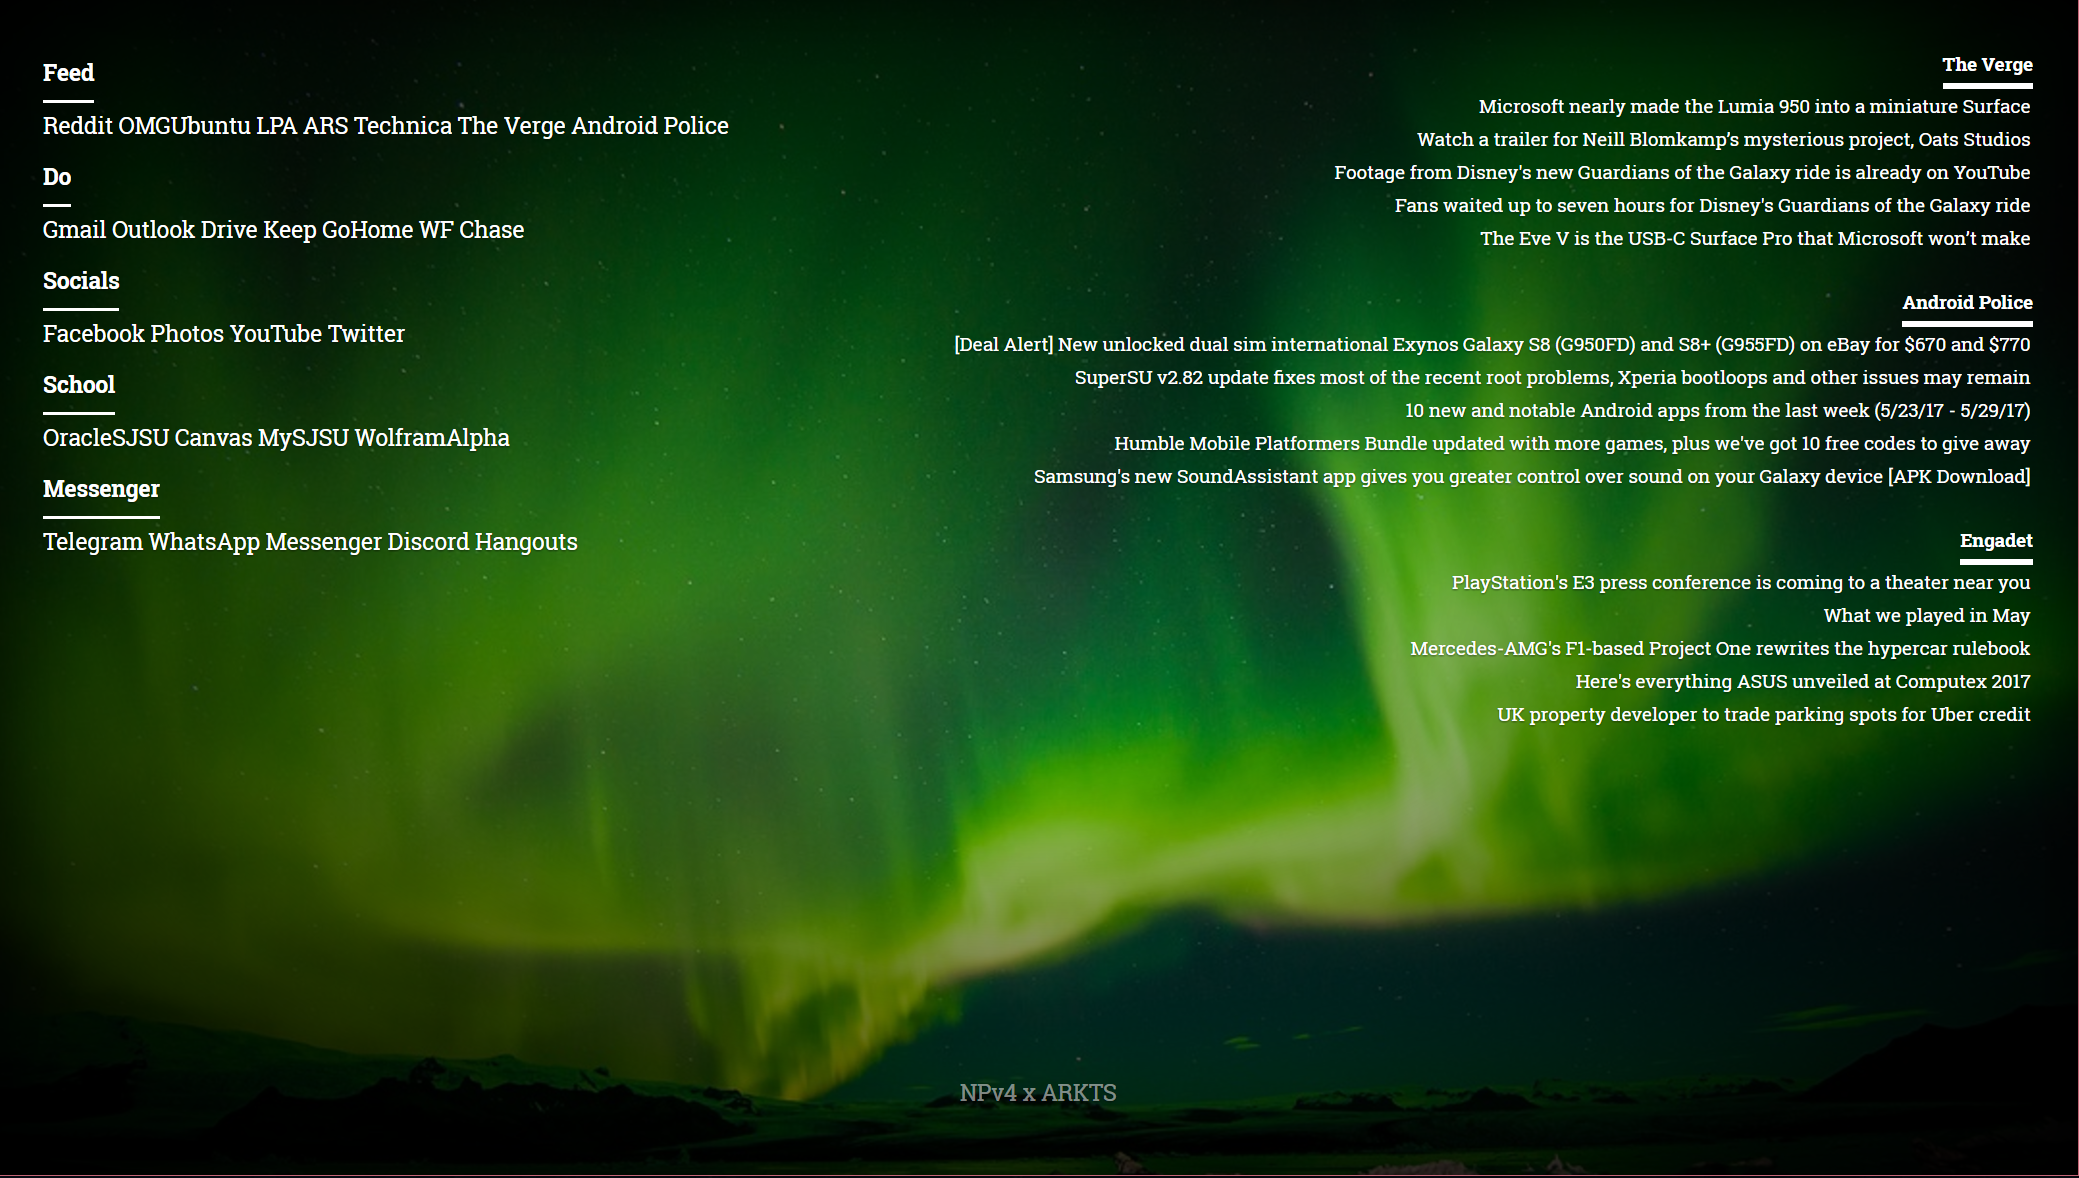 Feed
Reddit OMGUbuntu LPA ARS Technica The Verge Android Police
Do
Gmail Outlook Drive Keep GoHome WF Chase
Socials
Facebook Photos YouTube Twitter
School
OracleSJSU Canvas MySJSU WolframAlpha
Messenger
Telegram WhatsApp Messenger Discord Hangouts
The Verge
Microsoft nearly made the Lumia 950 into a miniature Surface
Watch a trailer for Neill Blomkamp’s mysterious project, Oats Studios
Footage from Disney's new Guardians of the Galaxy ride is already on YouTube
Fans waited up to seven hours for Disney's Guardians of the Galaxy ride
The Eve V is the USB-C Surface Pro that Microsoft won’t make
Android Police
[Deal Alert] New unlocked dual sim international Exynos Galaxy S8 (G950FD) and S8+ (G955FD) on eBay for $670 and $770
SuperSU v2.82 update fixes most of the recent root problems, Xperia bootloops and other issues may remain
10 new and notable Android apps from the last week (5/23/17 - 5/29/17)
Humble Mobile Platformers Bundle updated with more games, plus we've got 10 free codes to give away
Samsung's new SoundAssistant app gives you greater control over sound on your Galaxy device [APK Download]
Engadet
PlayStation's E3 press conference is coming to a theater near you
What we played in May
Mercedes-AMG's F1-based Project One rewrites the hypercar rulebook
Here's everything ASUS unveiled at Computex 2017
UK property developer to trade parking spots for Uber credit
NPv4 x ARKTS